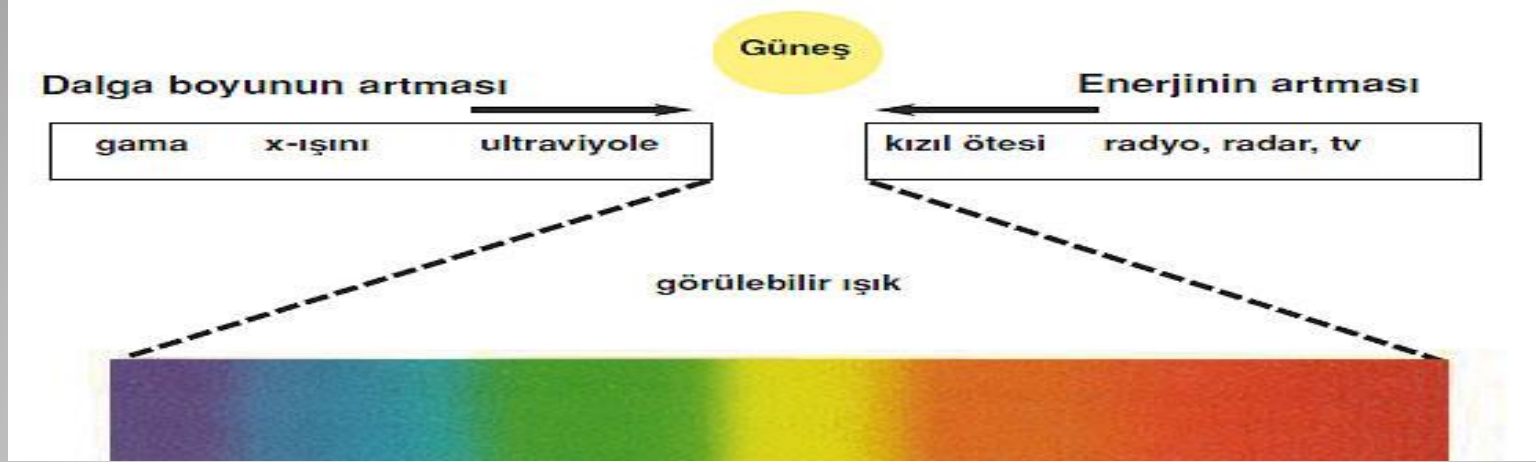 Güneş
Dalga boyunun artması
Enerjinin artması
gama x-ışını ultraviyole
kızıl ötesi radyo, radar, tv
görülebilir ışık